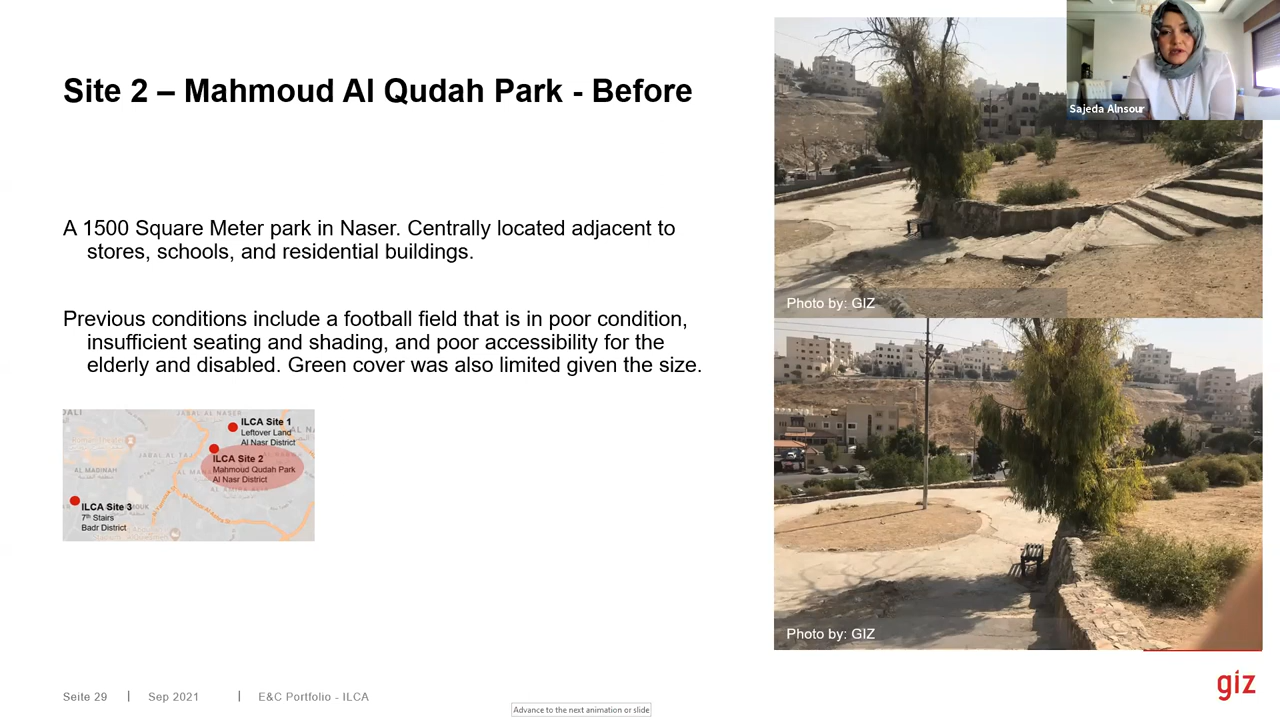 Site 2 – Mahmoud Al Qudah Park - Before
Sajeda Alnsour
A 1500 Square Meter park in Naser. Centrally located adjacent to
stores, schools, and residential buildings.
Previous conditions include a football field that is in poor condition,
insufficient seating and shading, and poor accessibility for the
elderly and disabled. Green cover was also limited given the size.
Photo by: GIZ
Photo by: GIZ
DALI
JABAL AL NASER
ILCA Site 1
Leftover Land
Al Nasr District
JABAL AL TAJ
ILCA Site 2
Mahmoud Qudah Park
Al Nasr District
AL MADINAH
ILCA Site 3
7th Stairs
Badr District
Seite 29 | Sep 2021 | E&C Portfolio - ILCA
giz
Advance to the next animation or slide